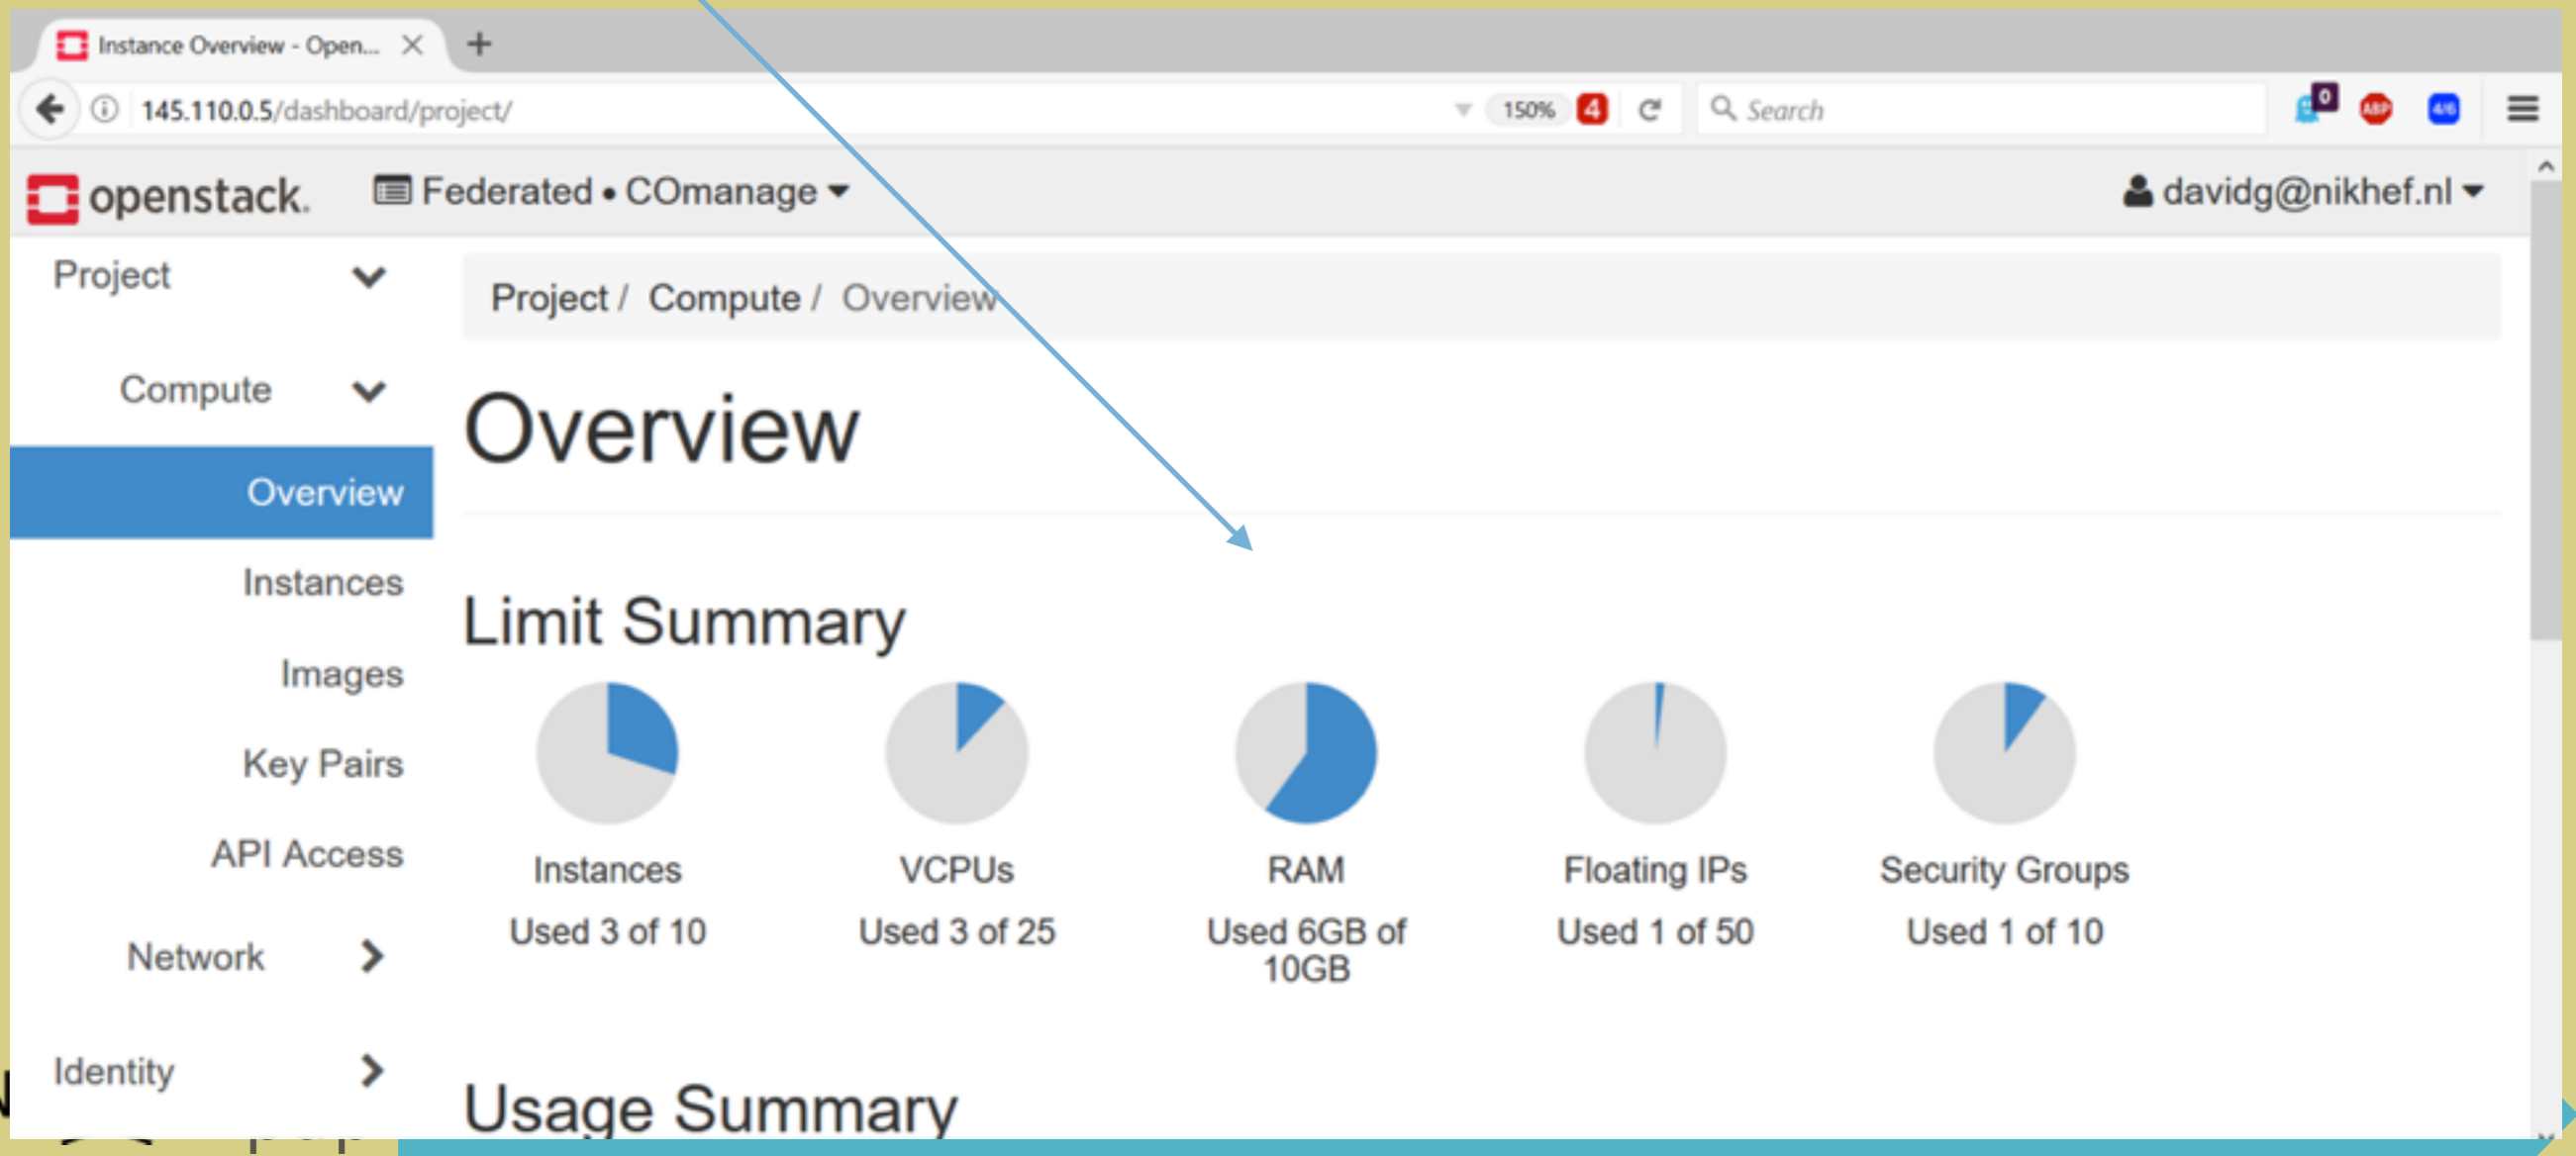 Instance Overview - Open...
145.110.0.5/dashboard/project/
150%
4
Search
0
ABP
4/6
openstack.
Federated • COmanage
davidg@nikhef.nl
Project
Project / Compute / Overview
Compute
Overview
Overview
Instances
Limit Summary
Images
Key Pairs
API Access
Instances
VCPUs
RAM
Floating IPs
Security Groups
Used 3 of 10
Used 3 of 25
Used 6GB of
10GB
Used 1 of 50
Used 1 of 10
Network
Identity
Usage Summary